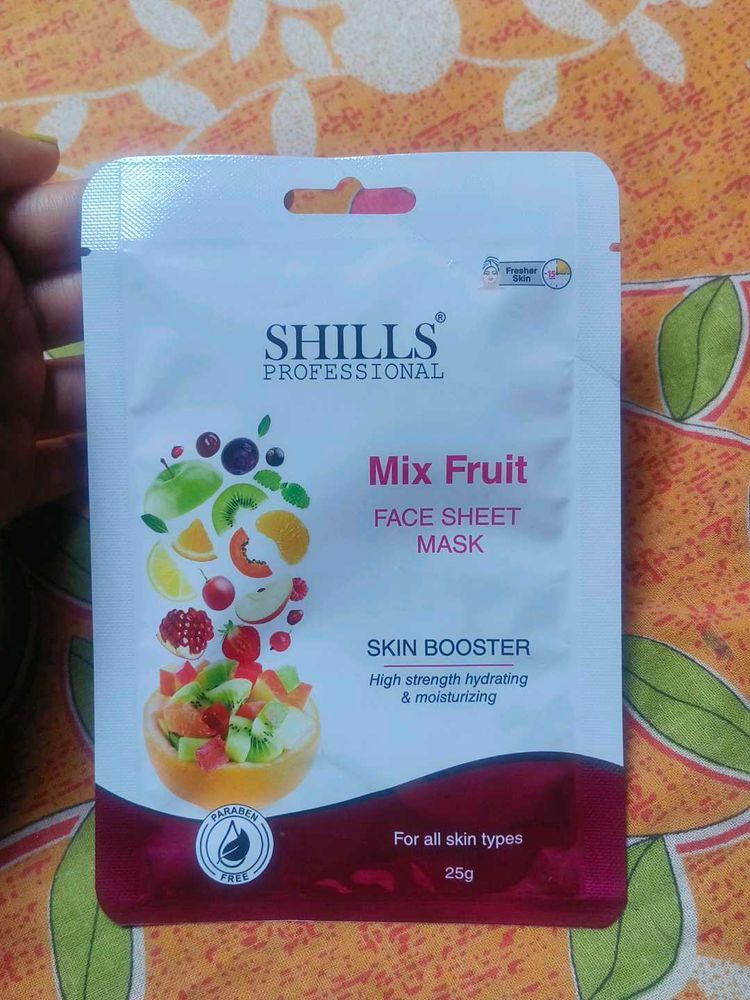 Fresher
Skin
15
SHILLS®
PROFESSIONAL
Mix Fruit
FACE SHEET
MASK
SKIN BOOSTER
High strength hydrating
& moisturizing
PARABEN
FREE
For all skin types
25g